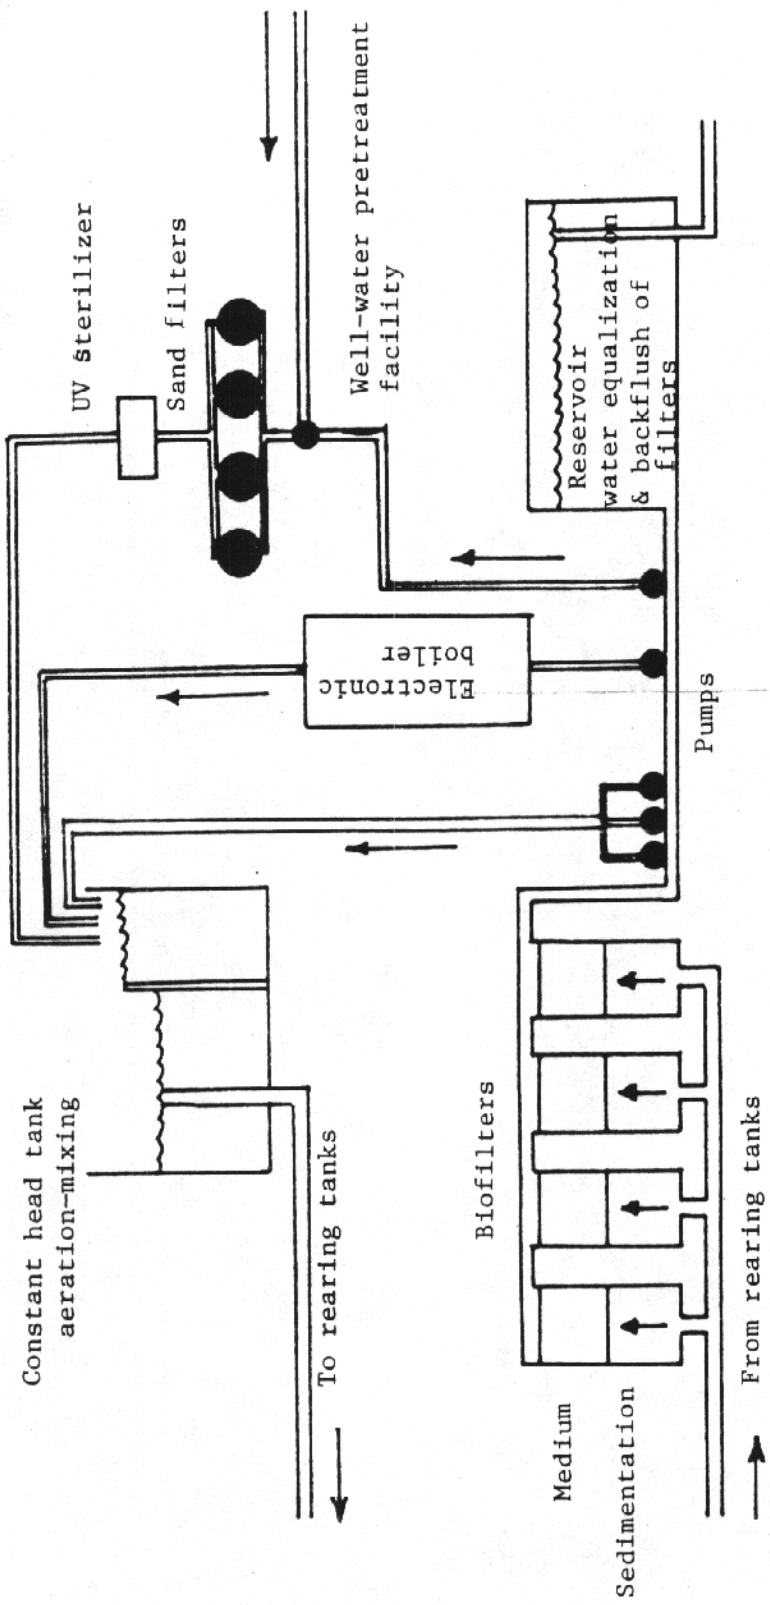 Constant head tank
aeration-mixing
UV sterilizer
Sand filters
Well-water pretreatment
facility
Electronic
boiler
To rearing tanks
Biofilters
Reservoir
water equalization
& backflush of
filters
Medium
Sedimentation
Pumps
From rearing tanks